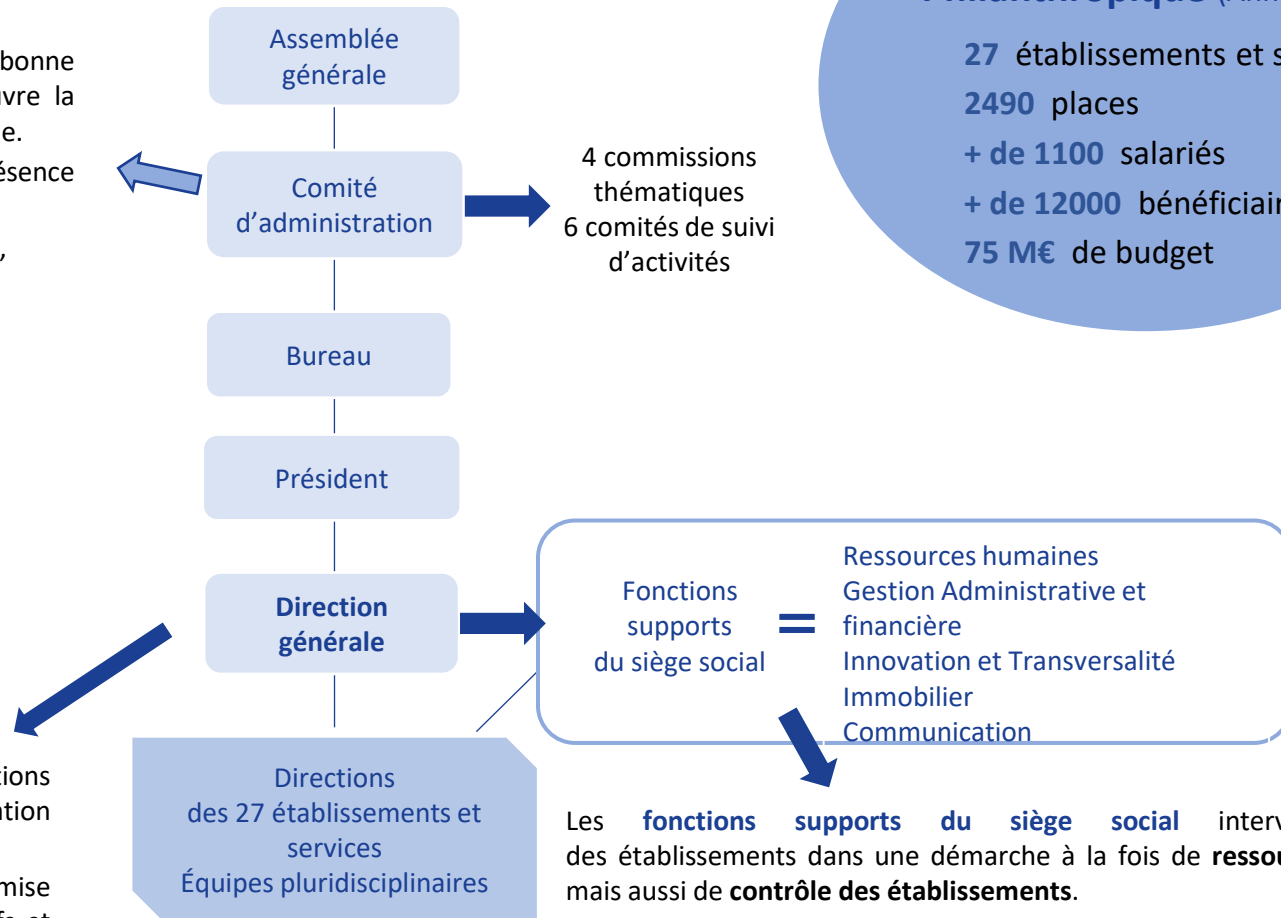 Assemblée
générale
bonne
la
Comité
d’administration
4 commissions
thématiques
6 comités de suivi
d’activités
27 établissements et
2490 places
+ de 1100 salariés
+ de 12000
75 M€ de budget
Bureau
Président
Direction
générale
Fonctions
supports
du siège social
=
Ressources humaines
Gestion Administrative et
financière
Innovation et Transversalité
Immobilier
Communication
Directions
des 27 établissements et
services
Équipes pluridisciplinaires
et
Les fonctions supports du siège social
des établissements dans une démarche à la fois de
mais aussi de contrôle des établissements.